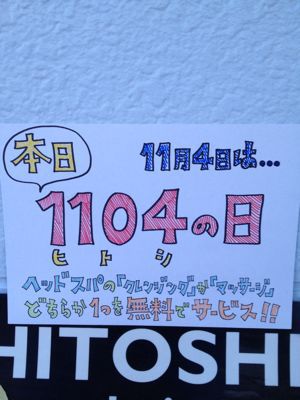 本日
11月4日は...
1104の日
ヒトシ
ヘッドスパの「クレンジング」か「マッサージ」
どちらか1つを無料でサービス!!
HITOSHI